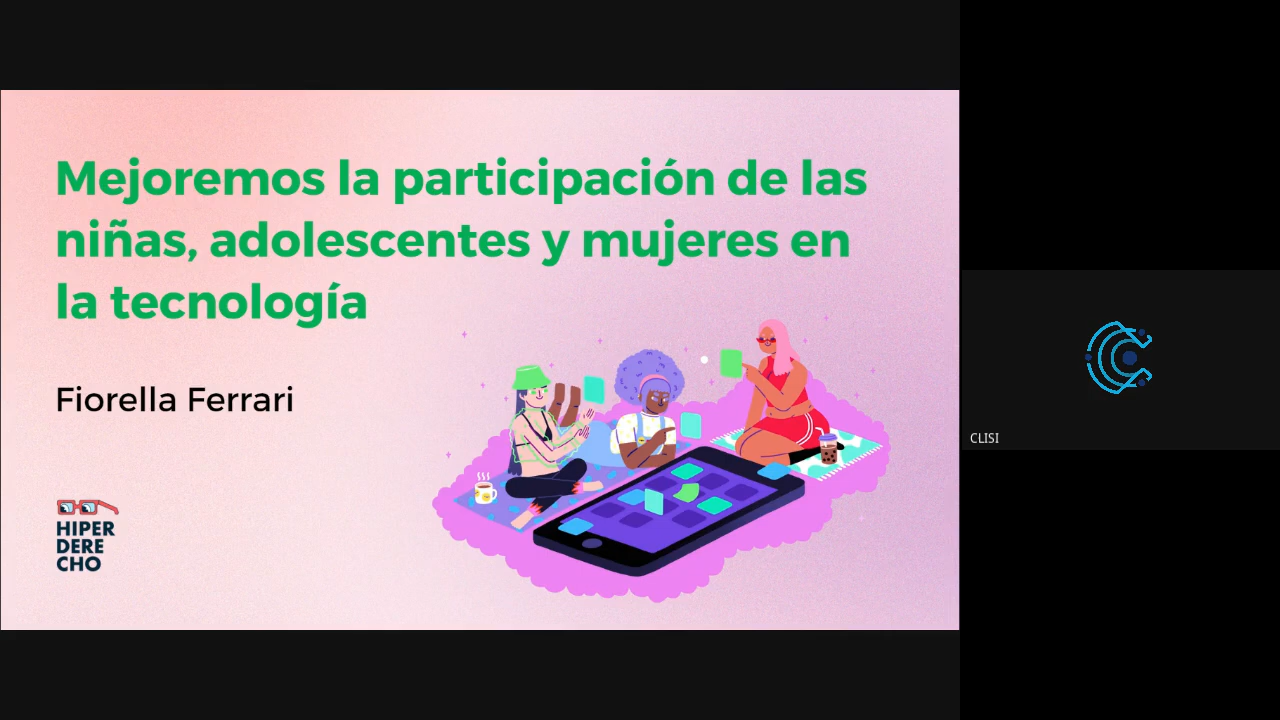 Mejoremos la participación de las
niñas, adolescentes y mujeres en
la tecnología
Fiorella Ferrari
HIPER
DERE
CHO
CLISI